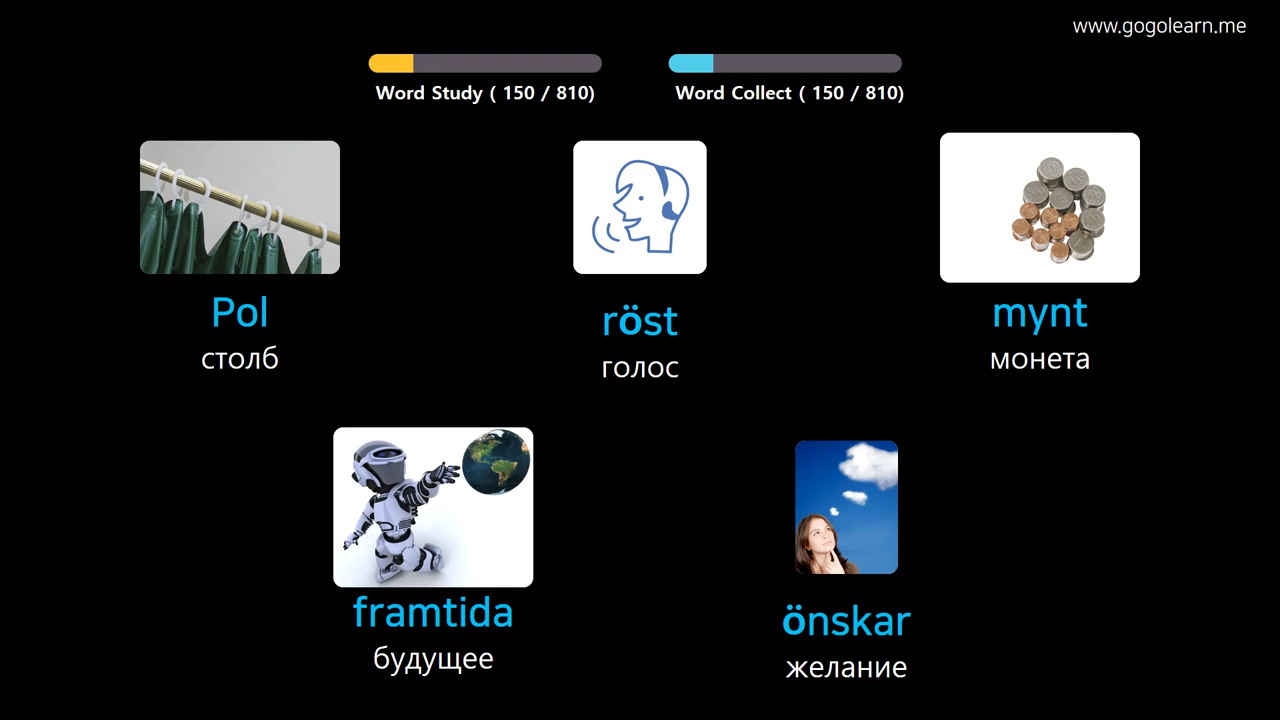 www.gogolearn.me
Word Study ( 150 / 810)
Word Collect ( 150 / 810)
Pol
столб
röst
голос
mynt
монета
framtida
будущее
önskar
желание